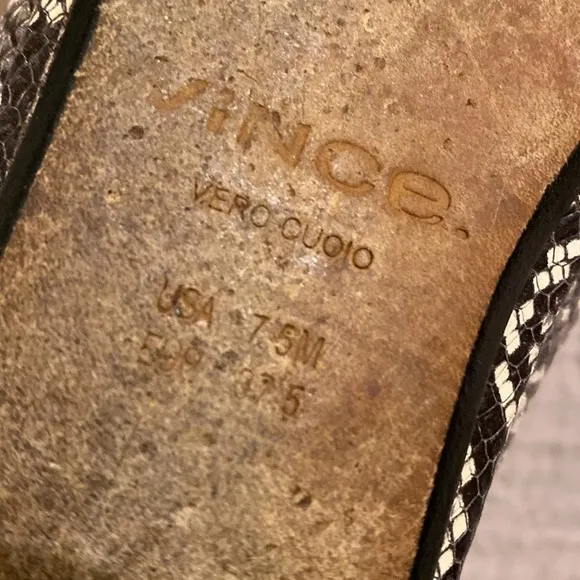 VINCE.
VERO CUOIO
USA 7.5M
37.5